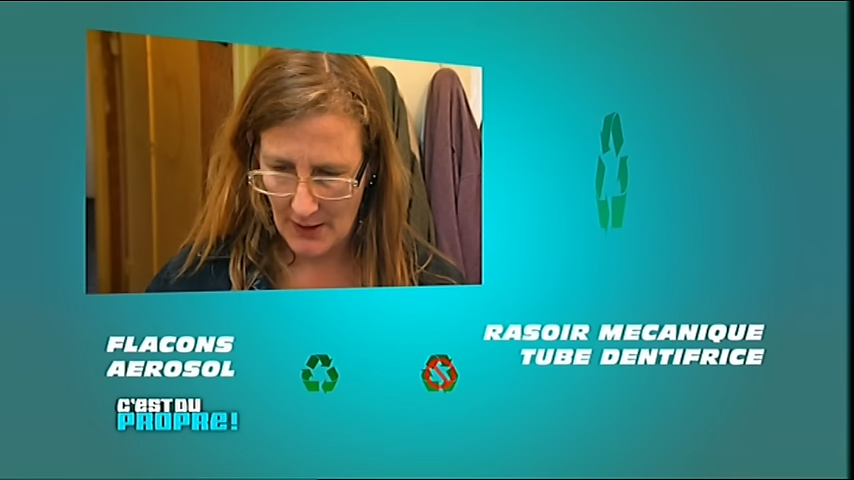 FLACONS
AEROSOL
RASOIR MECANIQUE
TUBE DENTIFRICE
C'EST DU
PROPRE!